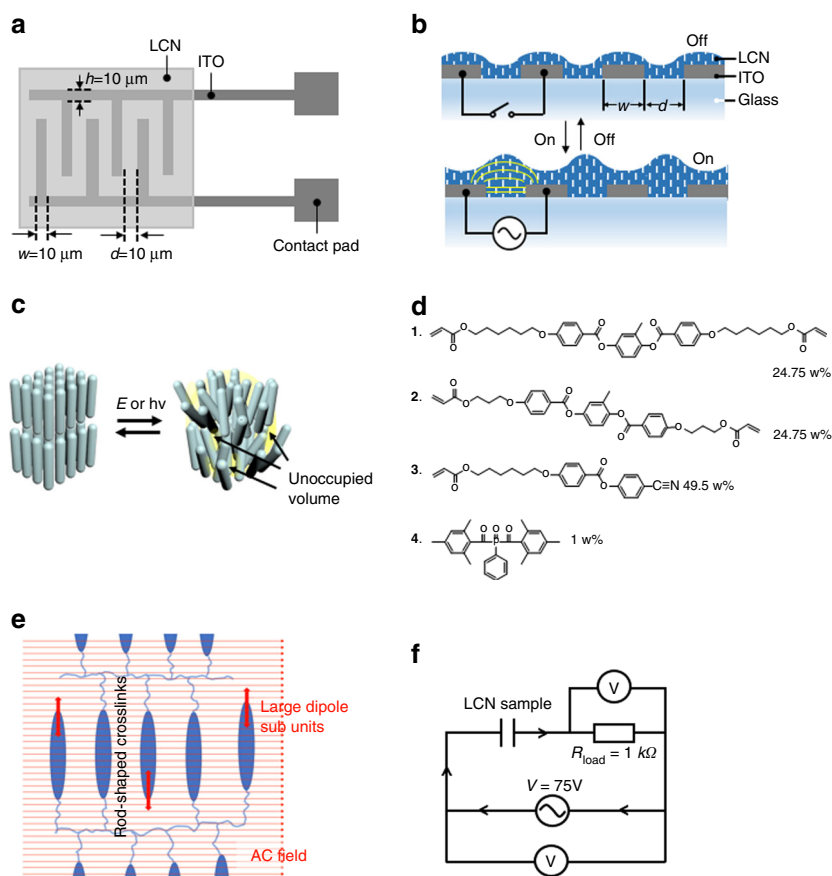 a
LCN
ITO
h=10 μm
w=10 μm
d=10 μm
Contact pad
b
Off
LCN
ITO
Glass
w
d
On
Off
On
c
E or hv
Unoccupied
volume
d
1.
O
O
O
O
O
O
O
O
O
O
24.75 w%
2.
O
O
O
O
O
O
O
O
O
O
24.75 w%
3
O
O
O
O
O
C≡N 49.5 w%
4.
O O O
P
1 w%
e
Rod-shaped crosslinks
Large dipole
sub units
AC field
f
V
LCN sample
Rload = 1 kΩ
V = 75V
V